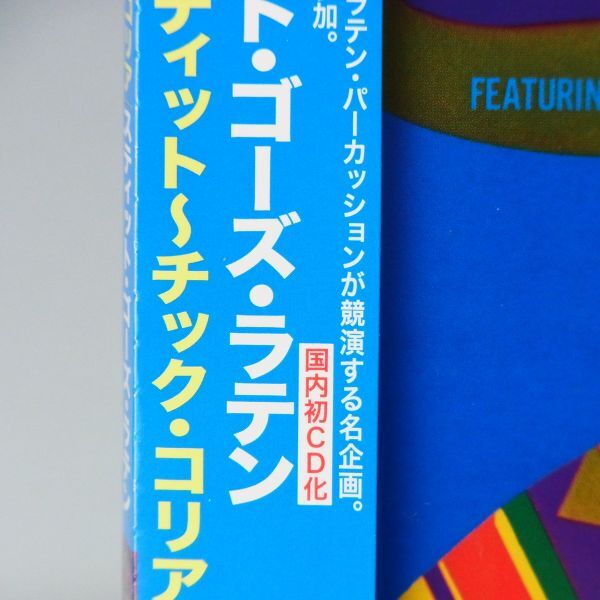 ラテン・パーカッションが競演する名企画。
加。
ト・ゴーズ・ラテン
国内初CD化
ティット～チック・コリア
FEATURIN